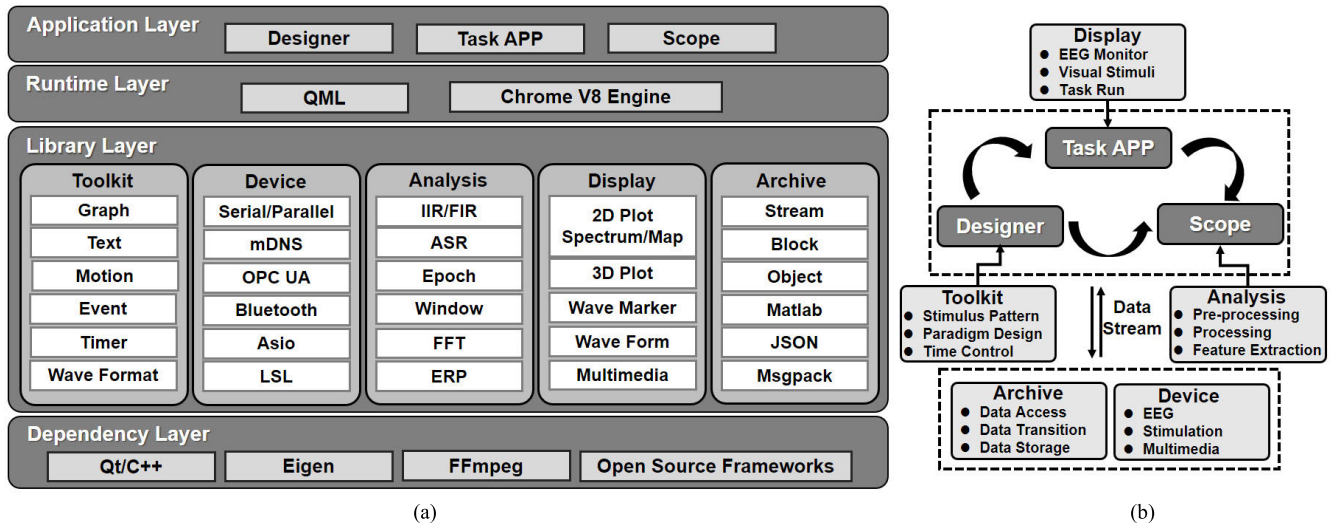 Application Layer
Designer
Task APP
Scope
Runtime Layer
QML
Chrome V8 Engine
Library Layer
Toolkit
Graph
Text
Motion
Event
Timer
Wave Format
Device
Serial/Parallel
mDNS
OPC UA
Bluetooth
Asio
LSL
Analysis
IIR/FIR
ASR
Epoch
Window
FFT
ERP
Display
2D Plot
Spectrum/Map
3D Plot
Wave Marker
Wave Form
Multimedia
Archive
Stream
Block
Object
Matlab
JSON
Msgpack
Dependency Layer
Qt/C++
Eigen
FFmpeg
Open Source Frameworks
(a)
Display
● EEG Monitor
● Visual Stimuli
● Task Run
Task APP
Designer
Scope
Toolkit
● Stimulus Pattern
● Paradigm Design
● Time Control
Data
Stream
Analysis
● Pre-processing
● Processing
● Feature Extraction
Archive
● Data Access
● Data Transition
● Data Storage
Device
● EEG
● Stimulation
● Multimedia
(b)